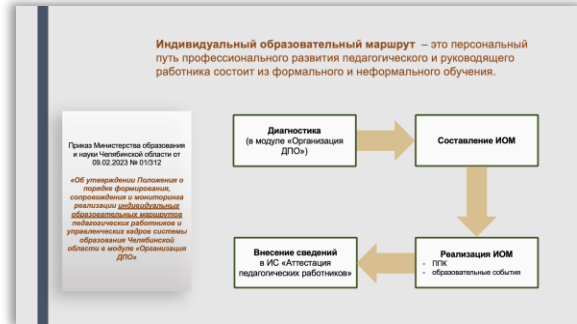 Индивидуальный образовательный маршрут – это персональный
путь профессионального развития педагогического и руководящего
работника состоит из формального и неформального обучения.
Приказ Министерства образования
и науки Челябинской области от
09.02.2023 № 01/312
«Об утверждении Положения о
порядке формирования,
сопровождения и мониторинга
реализации индивидуальных
образовательных маршрутов
педагогических работников и
управленческих кадров системы
образования Челябинской
области в модуле «Организация
ДПО»
Диагностика
(в модуле «Организация
ДПО»)
Составление ИОМ
Внесение сведений
в ИС «Аттестация
педагогических работников»
Реализация ИОМ
- ППК
- образовательные события